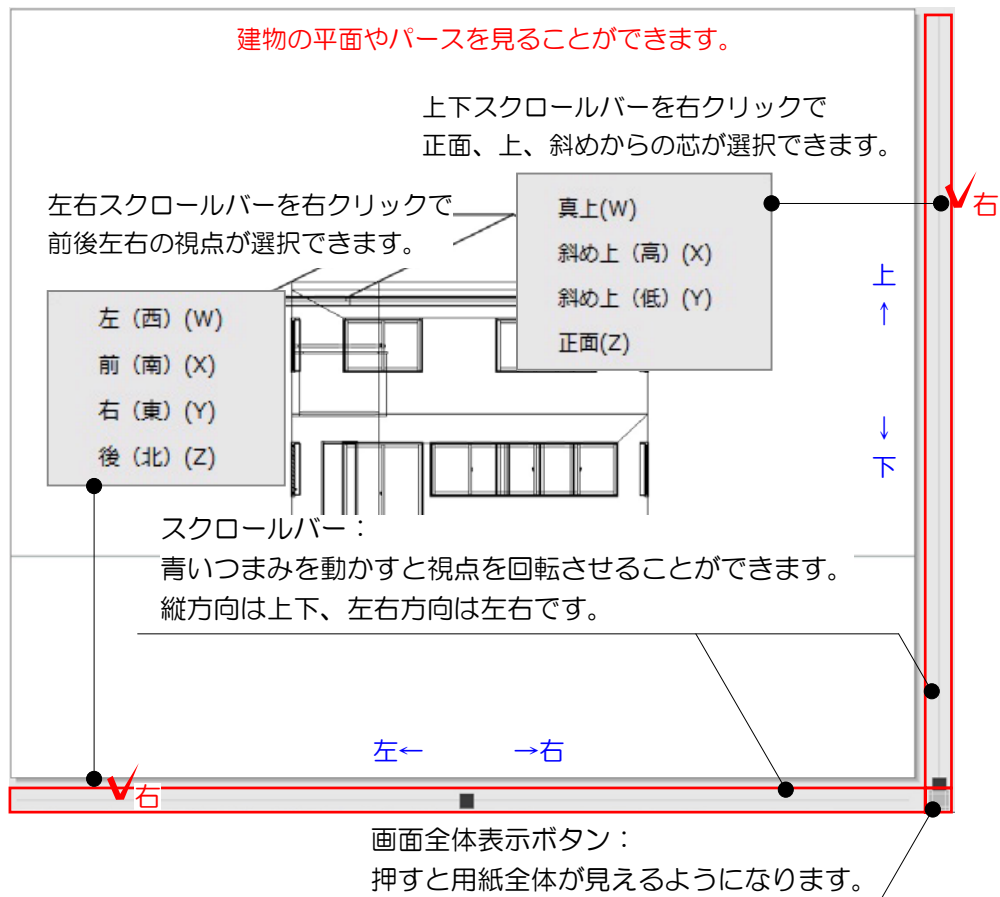 建物の平面やパースを見ることができます。
上下スクロールバーを右クリックで
正面、上、斜めからの芯が選択できます。
左右スクロールバーを右クリックで
前後左右の視点が選択できます。
真上(W)
斜め上（高）(X)
斜め上（低）(Y)
正面(Z)
右
上
↑
↓
下
左（西）(W)
前（南）(X)
右（東）(Y)
後（北）(Z)
スクロールバー：
青いつまみを動かすと視点を回転させることができます。
縦方向は上下、左右方向は左右です。
左← →右
右
画面全体表示ボタン：
押すと用紙全体が見えるようになります。